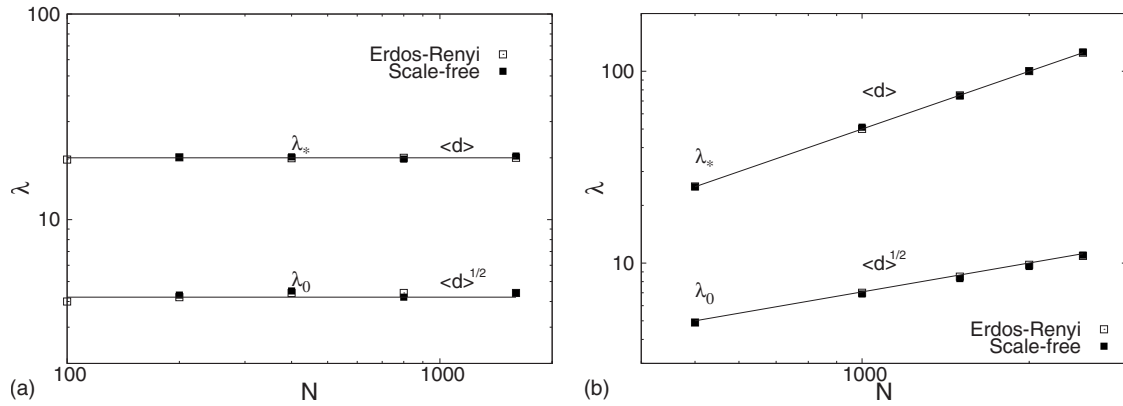 100
Erdos-Renyi
Scale-free
λ*
<d>
λ
10
λ0
<d>1/2
100
1000
(a)
N
100
<d>
λ*
λ
<d>1/2
10
λ0
Erdos-Renyi
Scale-free
1000
(b)
N